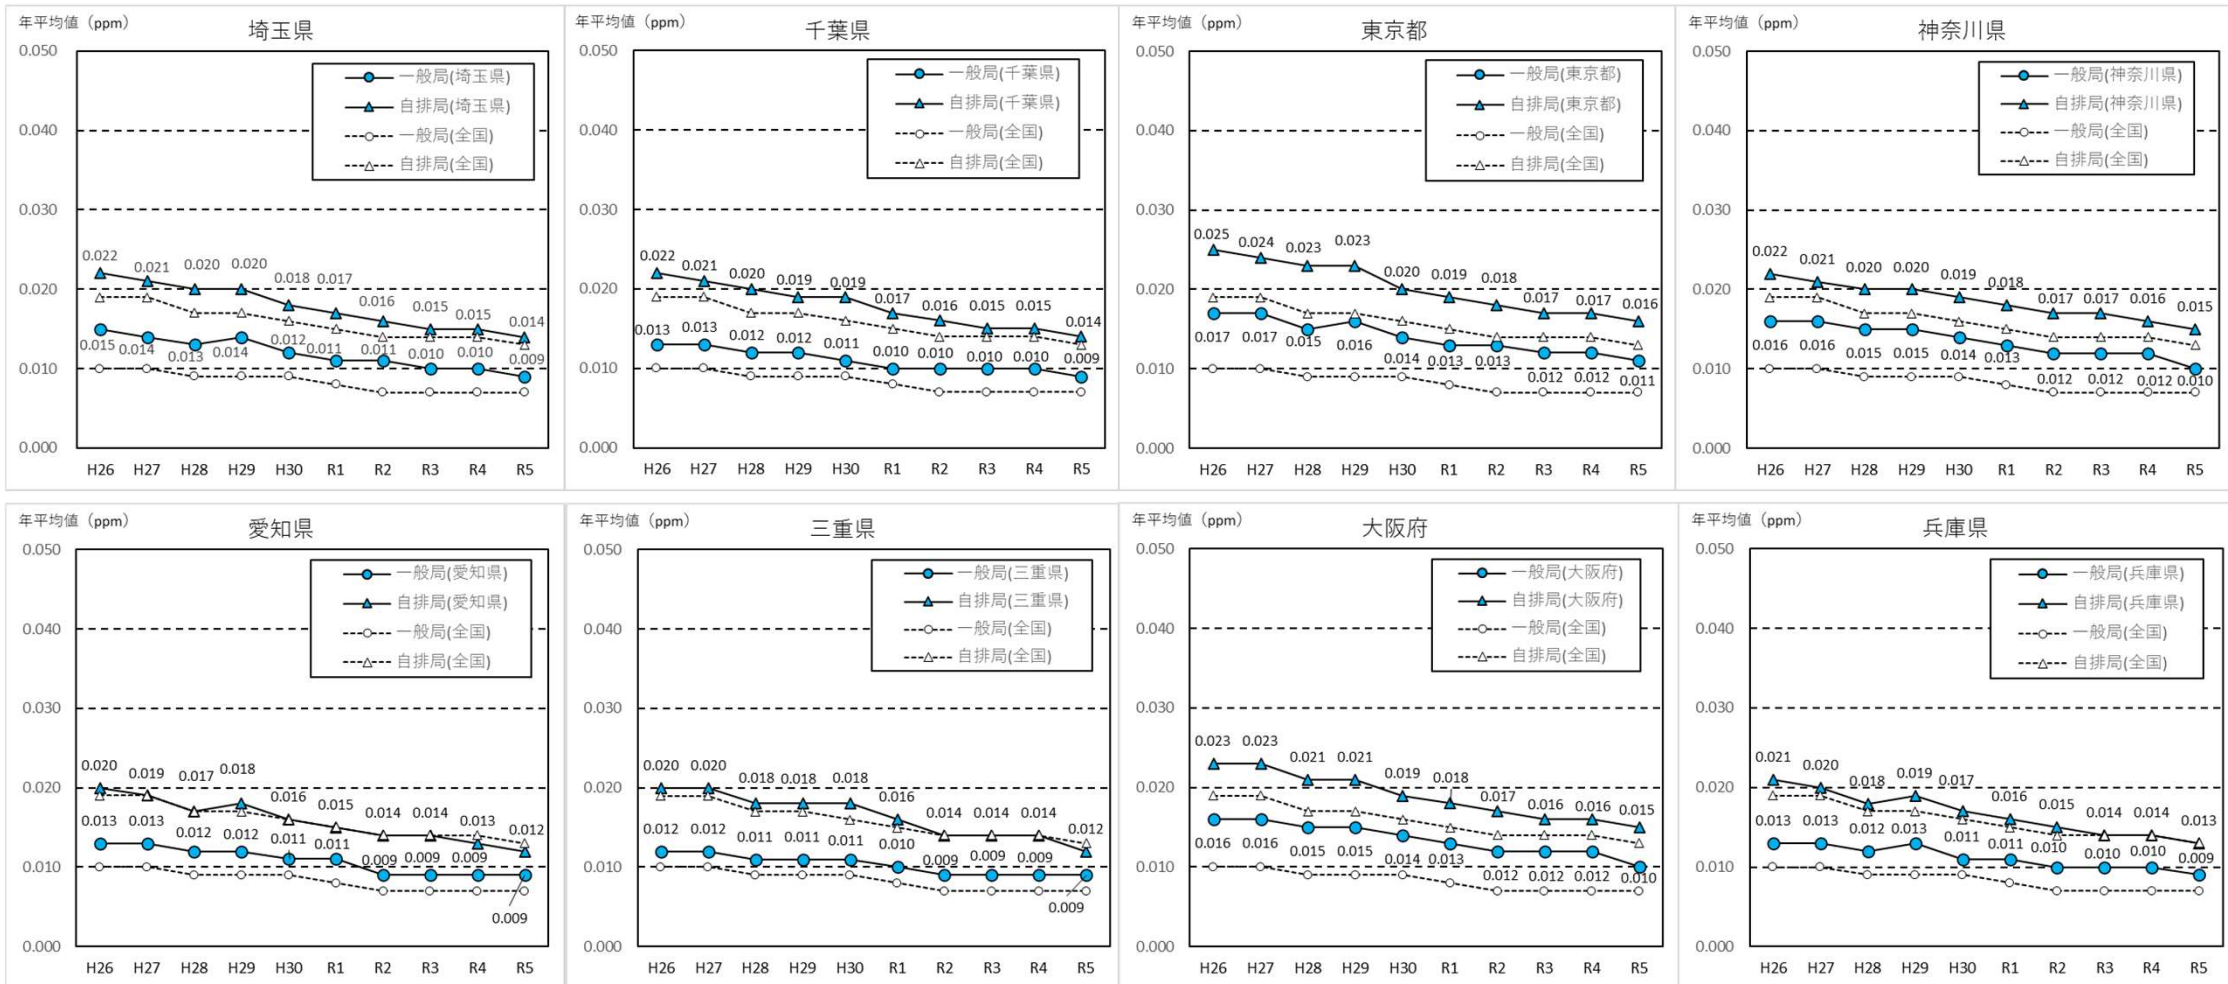 年平均値（ppm）
埼玉県
0.050
0.040
0.030
0.020
0.010
0.000
一般局(埼玉県)
自排局(埼玉県)
一般局(全国)
自排局(全国)
0.022 0.021 0.020 0.020 0.018 0.017 0.016 0.015 0.015 0.014
0.015 0.014 0.013 0.014 0.012 0.011 0.011 0.010 0.010 0.009
H26 H27 H28 H29 H30 R1 R2 R3 R4 R5
年平均値（ppm）
千葉県
0.050
0.040
0.030
0.020
0.010
0.000
一般局(千葉県)
自排局(千葉県)
一般局(全国)
自排局(全国)
0.022 0.021 0.020 0.019 0.019 0.017 0.016 0.015 0.015 0.014
0.013 0.013 0.012 0.012 0.011 0.010 0.010 0.010 0.010 0.009
H26 H27 H28 H29 H30 R1 R2 R3 R4 R5
年平均値（ppm）
東京都
0.050
0.040
0.030
0.020
0.010
0.000
一般局(東京都)
自排局(東京都)
一般局(全国)
自排局(全国)
0.025 0.024 0.023 0.023 0.020 0.019 0.018 0.017 0.017 0.016
0.017 0.017 0.015 0.016 0.014 0.013 0.013 0.012 0.012 0.011
H26 H27 H28 H29 H30 R1 R2 R3 R4 R5
年平均値（ppm）
神奈川県
0.050
0.040
0.030
0.020
0.010
0.000
一般局(神奈川県)
自排局(神奈川県)
一般局(全国)
自排局(全国)
0.022 0.021 0.020 0.020 0.019 0.018 0.017 0.017 0.016 0.015
0.016 0.016 0.015 0.015 0.014 0.013 0.012 0.012 0.012 0.010
H26 H27 H28 H29 H30 R1 R2 R3 R4 R5
年平均値（ppm）
愛知県
0.050
0.040
0.030
0.020
0.010
0.000
一般局(愛知県)
自排局(愛知県)
一般局(全国)
自排局(全国)
0.020 0.019 0.017 0.018 0.016 0.015 0.014 0.014 0.013 0.012
0.013 0.013 0.012 0.012 0.011 0.011 0.009 0.009 0.009 0.009
H26 H27 H28 H29 H30 R1 R2 R3 R4 R5
年平均値（ppm）
三重県
0.050
0.040
0.030
0.020
0.010
0.000
一般局(三重県)
自排局(三重県)
一般局(全国)
自排局(全国)
0.020 0.020 0.018 0.018 0.018 0.016 0.014 0.014 0.014 0.012
0.012 0.012 0.011 0.011 0.011 0.010 0.009 0.009 0.009 0.009
H26 H27 H28 H29 H30 R1 R2 R3 R4 R5
年平均値（ppm）
大阪府
0.050
0.040
0.030
0.020
0.010
0.000
一般局(大阪府)
自排局(大阪府)
一般局(全国)
自排局(全国)
0.023 0.023 0.021 0.021 0.019 0.018 0.017 0.016 0.016 0.015
0.016 0.016 0.015 0.015 0.014 0.013 0.012 0.012 0.012 0.010
H26 H27 H28 H29 H30 R1 R2 R3 R4 R5
年平均値（ppm）
兵庫県
0.050
0.040
0.030
0.020
0.010
0.000
一般局(兵庫県)
自排局(兵庫県)
一般局(全国)
自排局(全国)
0.021 0.020 0.018 0.019 0.017 0.016 0.015 0.014 0.014 0.013
0.013 0.013 0.012 0.013 0.011 0.011 0.010 0.010 0.010 0.009
H26 H27 H28 H29 H30 R1 R2 R3 R4 R5